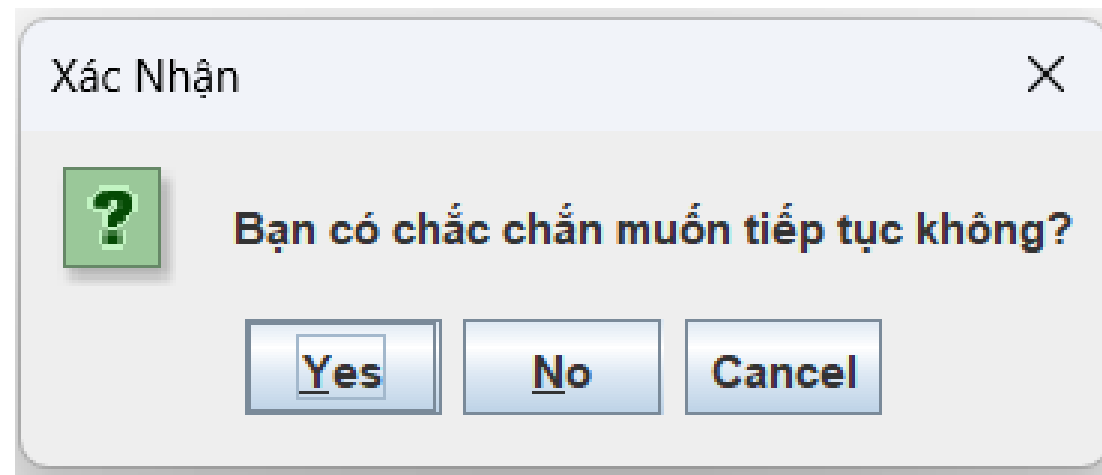 Xác Nhận
Bạn có chắc chắn muốn tiếp tục không?
Yes No Cancel